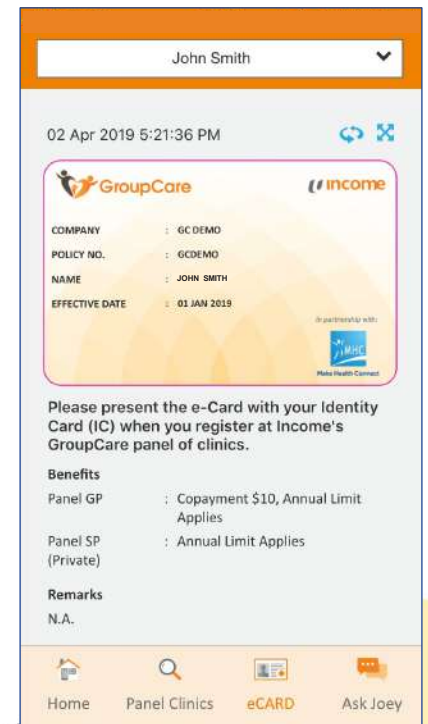 John Smith
02 Apr 2019 5:21:36 PM
GroupCare
income
COMPANY : GC DEMO
POLICY NO. : GCDEMO
NAME : JOHN SMITH
EFFECTIVE DATE : 01 JAN 2019
In partnership with:
MHC
Make Health Connect
Please present the e-Card with your Identity
Card (IC) when you register at Income's
GroupCare panel of clinics.
Benefits
Panel GP : Copayment $10, Annual Limit
Applies
Panel SP : Annual Limit Applies
(Private)
Remarks
N.A.
Home Panel Clinics eCARD Ask Joey